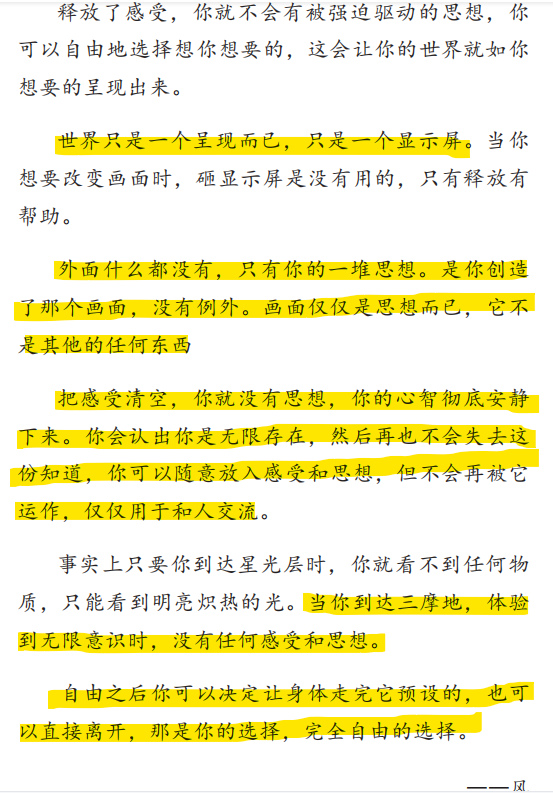 释放了感受，你就不会有被强迫驱动的思想，你
可以自由地选择想你想要的，这会让你的世界就如你
想要的呈现出来。
世界只是一个呈现而已，只是一个显示屏。当你
想要改变画面时，砸显示屏是没有用的，只有释放有
帮助。
外面什么都没有，只有你的一堆思想。是你创造
了那个画面，没有例外。画面仅仅是思想而已，它不
是其他的任何东西
把感受清空，你就没有思想，你的心智彻底安静
下来。你会认出你是无限存在，然后再也不会失去这
份知道，你可以随意放入感受和思想，但不会再被它
运作，仅仅用于和人交流。
事实上只要你到达星光层时，你就看不到任何物
质，只能看到明亮炽热的光。当你到达三摩地，体验
到无限意识时，没有任何感受和思想。
自由之后你可以决定让身体走完它预设的，也可
以直接离开，那是你的选择，完全自由的选择。